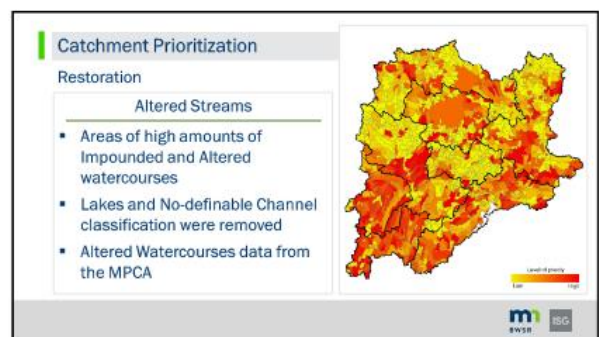 Catchment Prioritization
Restoration
Altered Streams
▪ Areas of high amounts of
Impounded and Altered
watercourses
▪ Lakes and No-definable Channel
classification were removed
▪ Altered Watercourses data from
the MPCA
Level of priority
Low High
mn
BWSR
ISG